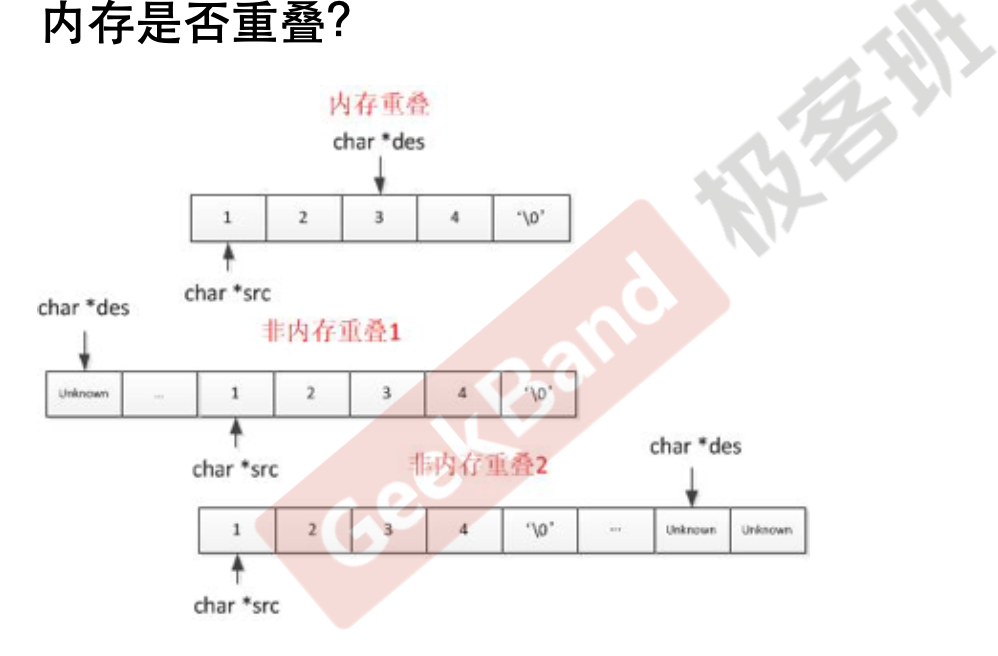 内存是否重叠?
内存重叠
char *des
1 2 3 4 '\0'
char *src
char *des
非内存重叠1
Unknown ... 1 2 3 4 '\0'
char *src
char *des
非内存重叠2
1 2 3 4 '\0' ... Unknown Unknown
char *src
GeekBand
极客班